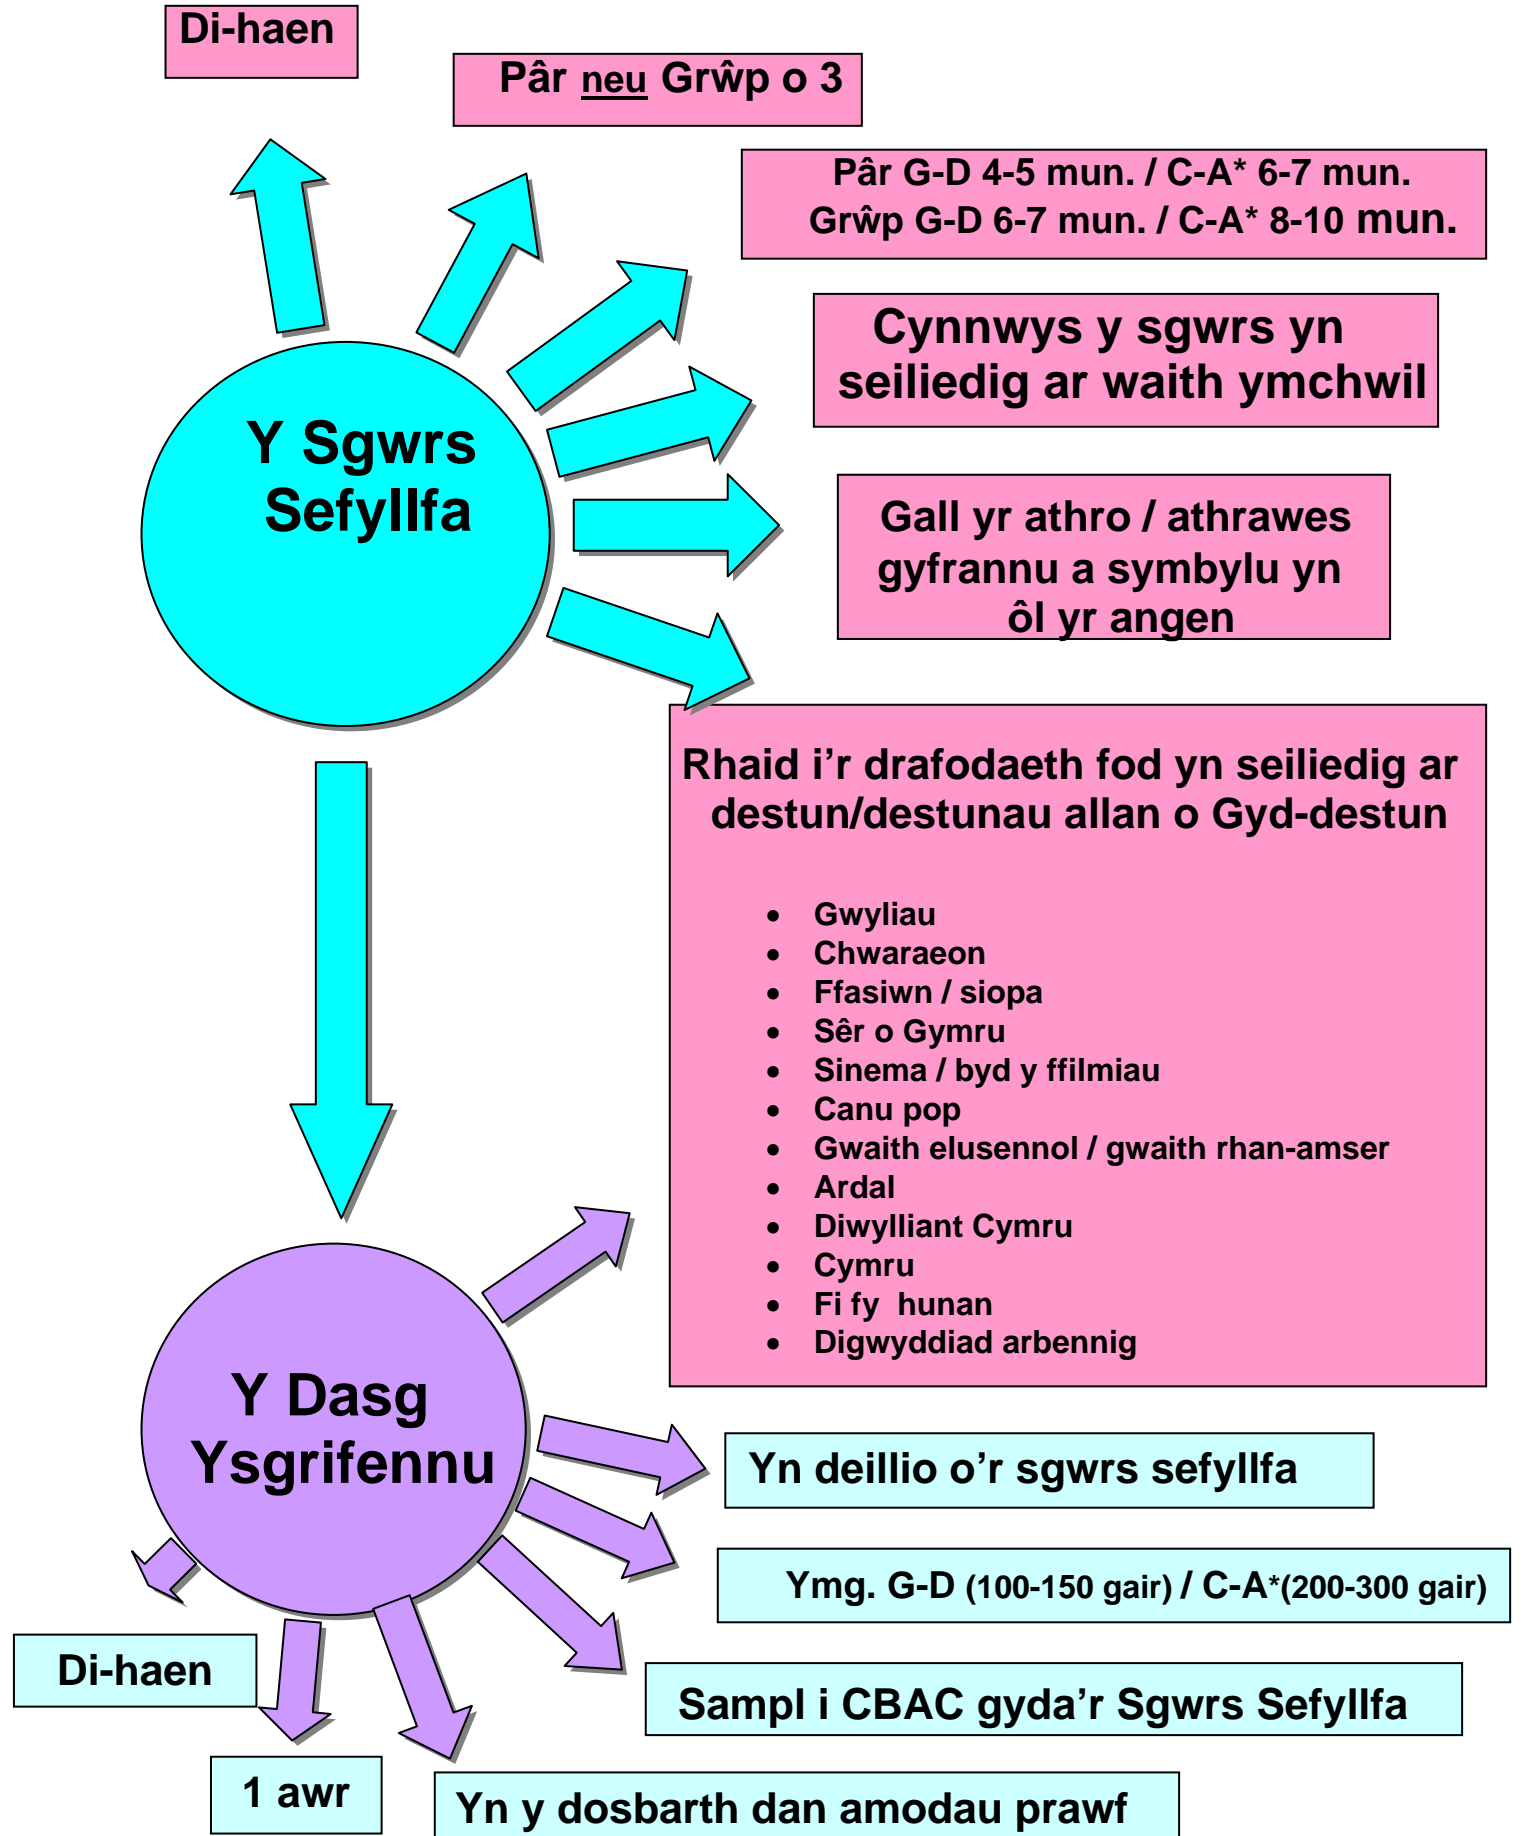 Di-haen
Pâr neu Grŵp o 3
Pâr G-D 4-5 mun. / C-A* 6-7 mun.
Grŵp G-D 6-7 mun. / C-A* 8-10 mun.
Cynnwys y sgwrs yn
seiliedig ar waith ymchwil
Y Sgwrs
Sefyllfa
Gall yr athro / athrawes
gyfrannu a symbylu yn
ôl yr angen
Rhaid i’r drafodaeth fod yn seiliedig ar
destun/destunau allan o Gyd-destun
• Gwyliau
• Chwaraeon
• Ffasiwn / siopa
• Sêr o Gymru
• Sinema / byd y ffilmiau
• Canu pop
• Gwaith elusennol / gwaith rhan-amser
• Ardal
• Diwylliant Cymru
• Cymru
• Fi fy hunan
• Digwyddiad arbennig
Y Dasg
Ysgrifennu
Yn deillio o’r sgwrs sefyllfa
Ymg. G-D (100-150 gair) / C-A*(200-300 gair)
Sampl i CBAC gyda’r Sgwrs Sefyllfa
Di-haen
1 awr
Yn y dosbarth dan amodau prawf